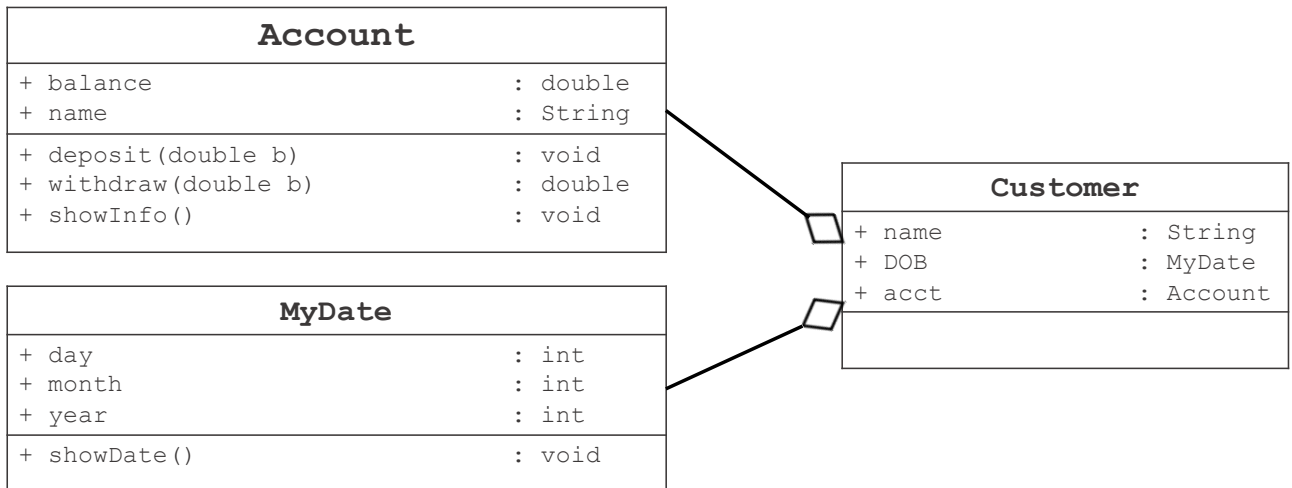 Account
+ balance : double
+ name : String
+ deposit(double b) : void
+ withdraw(double b) : double
+ showInfo() : void
Customer
+ name : String
+ DOB : MyDate
+ acct : Account
MyDate
+ day : int
+ month : int
+ year : int
+ showDate() : void